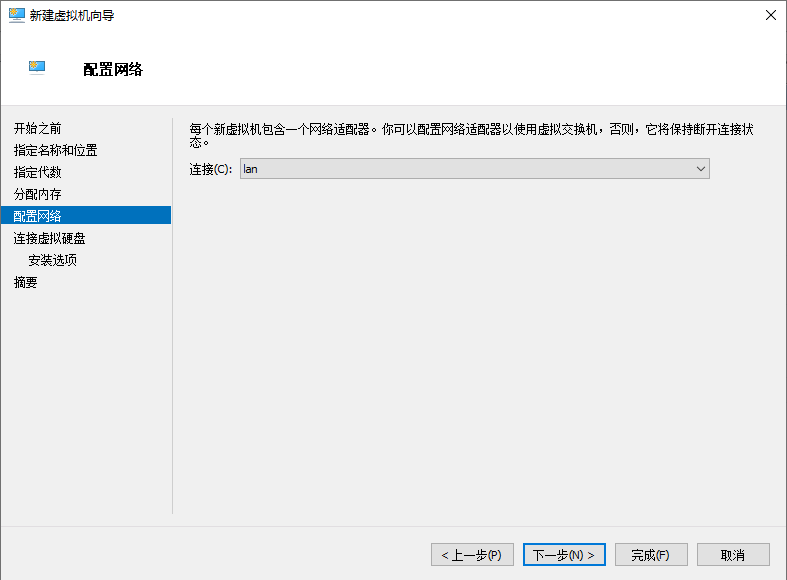 新建虚拟机向导
配置网络
开始之前
指定名称和位置
指定代数
分配内存
配置网络
连接虚拟硬盘
安装选项
摘要
每个新虚拟机包含一个网络适配器。你可以配置网络适配器以使用虚拟交换机，否则，它将保持断开连接状
态。
连接(C): lan
< 上一步(P) 下一步(N) > 完成(F) 取消